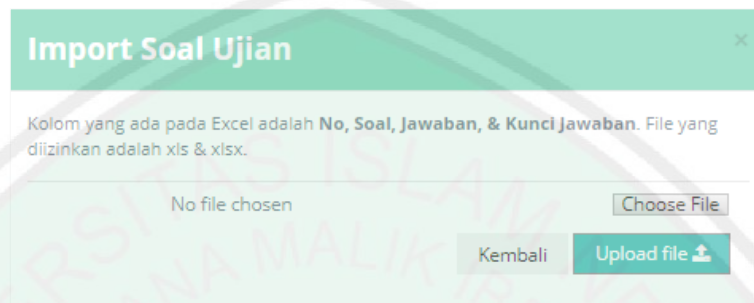 Import Soal Ujian
×
Kolom yang ada pada Excel adalah No, Soal, Jawaban, & Kunci Jawaban. File yang
diizinkan adalah xls & xlsx.
No file chosen Choose File
Kembali Upload file